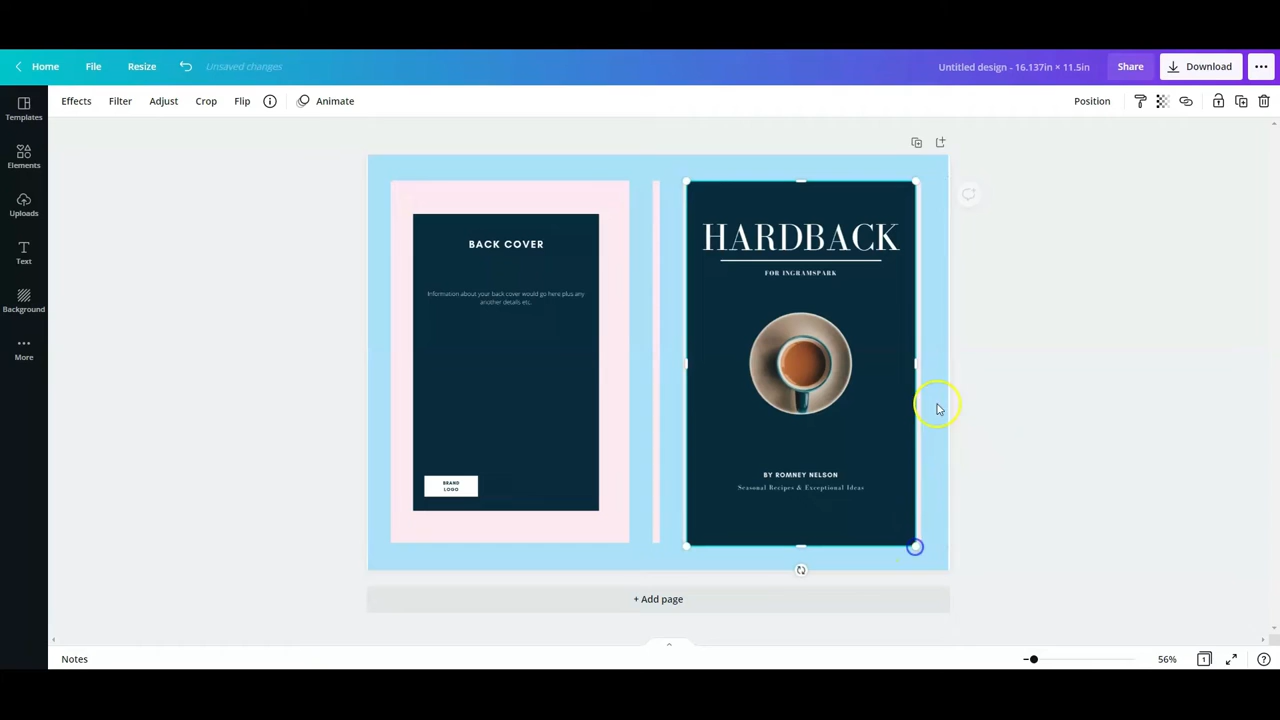 Home
File
Resize
Unsaved changes
Untitled design - 16.137in × 11.5in
Share
Download
Effects
Filter
Adjust
Crop
Flip
Animate
Position
Templates
Elements
Uploads
Text
Background
More
BACK COVER
Information about your back cover would go here plus any
another details etc.
BRAND
LOGO
HARDBACK
FOR INGRAMSPARK
BY ROMNEY NELSON
Seasonal Recipes & Exceptional Ideas
+ Add page
Notes
56%
1